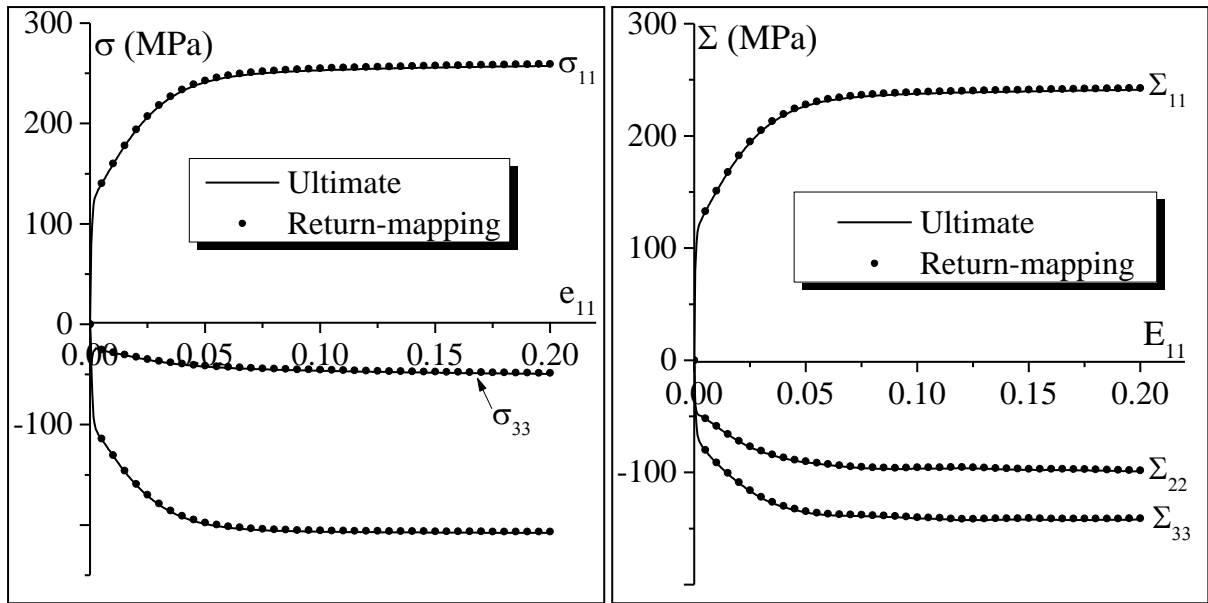 300
σ (MPa)
σ₁₁
200
Ultimate
Return-mapping
100
e₁₁
0
0.00
0.05
0.10
0.15
0.20
σ₃₃
-100
300
Σ (MPa)
Σ₁₁
200
Ultimate
Return-mapping
100
E₁₁
0
0.00
0.05
0.10
0.15
0.20
-100
Σ₂₂
Σ₃₃